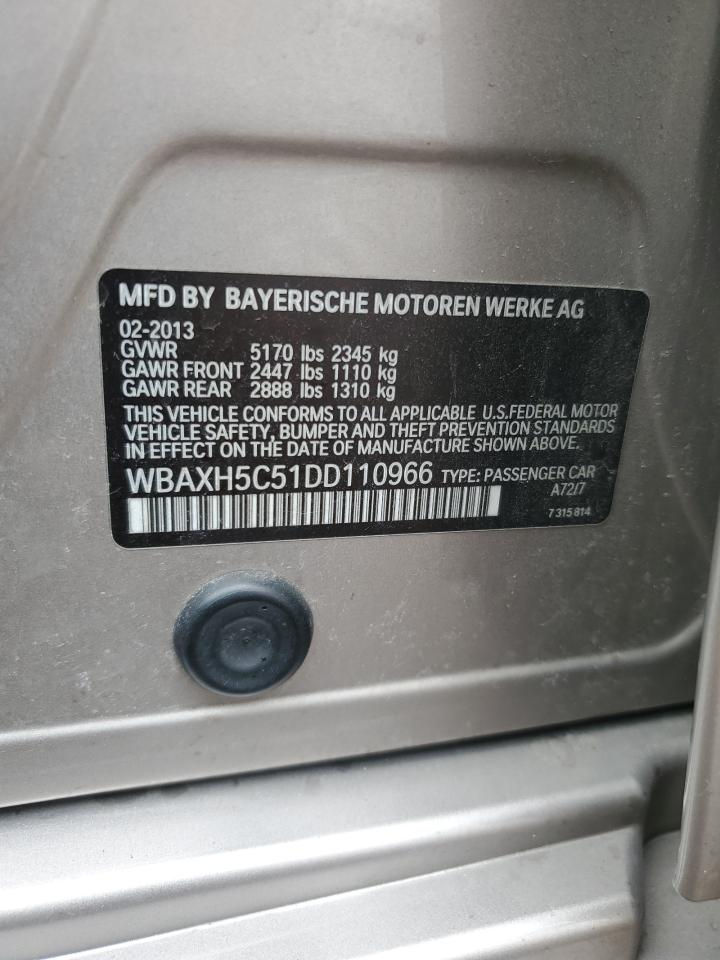 MFD BY BAYERISCHE MOTOREN WERKE AG
02-2013
GVWR 5170 lbs 2345 kg
GAWR FRONT 2447 lbs 1110 kg
GAWR REAR 2888 lbs 1310 kg
THIS VEHICLE CONFORMS TO ALL APPLICABLE U.S.FEDERAL MOTOR
VEHICLE SAFETY, BUMPER AND THEFT PREVENTION STANDARDS
IN EFFECT ON THE DATE OF MANUFACTURE SHOWN ABOVE.
WBAXH5C51DD110966 TYPE: PASSENGER CAR
A72/7
7 315 814